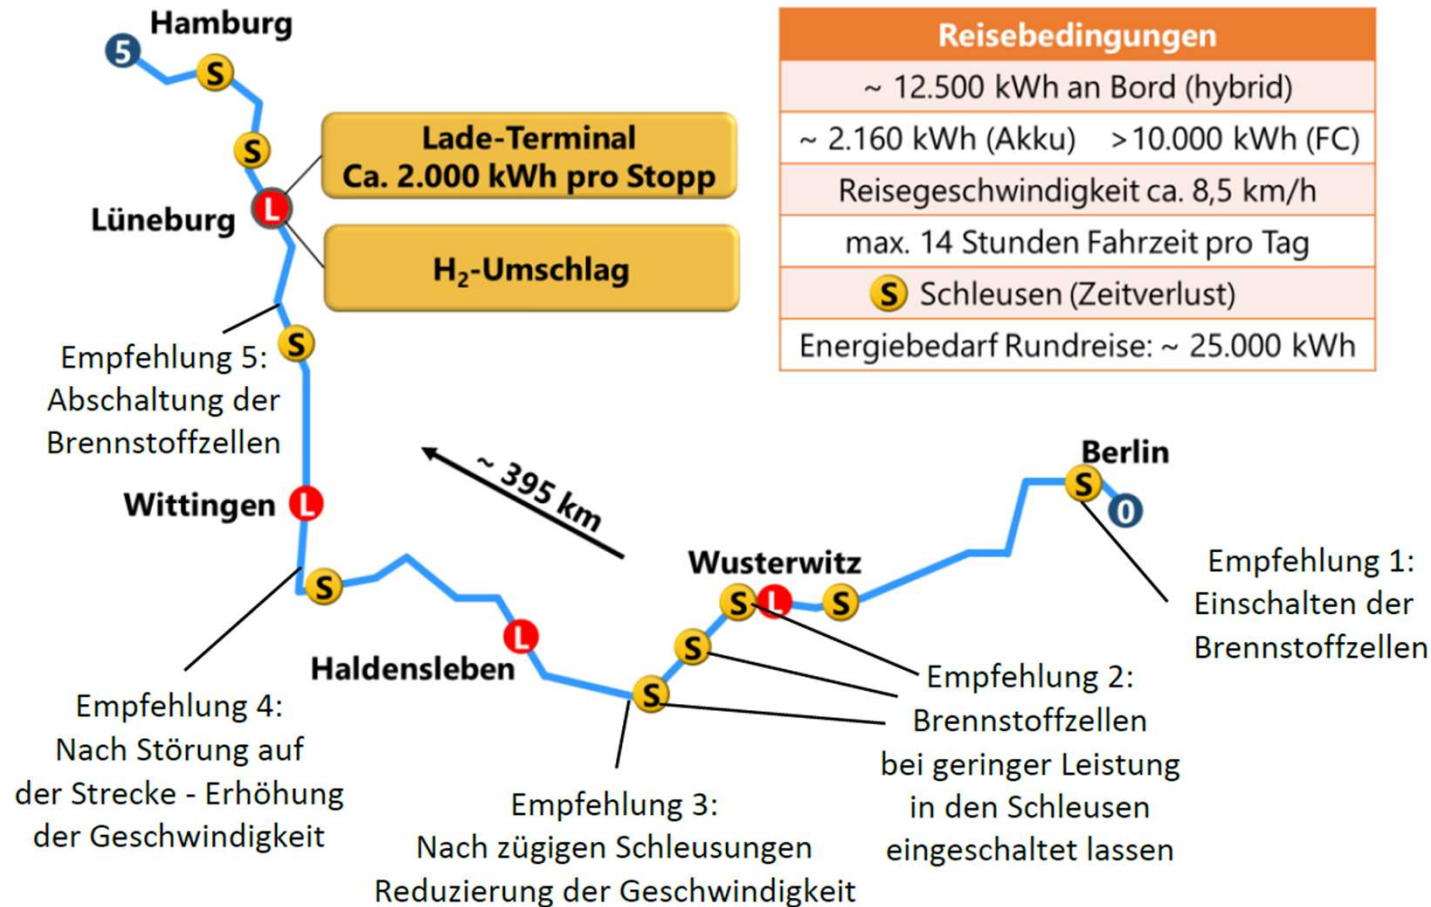 Hamburg
5
S
S
Lade-Terminal
Ca. 2.000 kWh pro Stopp
Lüneburg
L
H₂-Umschlag
S
Empfehlung 5:
Abschaltung der
Brennstoffzellen
Wittingen
L
~ 395 km
Reisebedingungen
~ 12.500 kWh an Bord (hybrid)
~ 2.160 kWh (Akku) >10.000 kWh (FC)
Reisegeschwindigkeit ca. 8,5 km/h
max. 14 Stunden Fahrzeit pro Tag
S Schleusen (Zeitverlust)
Energiebedarf Rundreise: ~ 25.000 kWh
Berlin
S
0
Wusterwitz
S
L
S
S
S
S
L
Haldensleben
Empfehlung 1:
Einschalten der
Brennstoffzellen
Empfehlung 2:
Brennstoffzellen
bei geringer Leistung
in den Schleusen
eingeschaltet lassen
Empfehlung 3:
Nach zügigen Schleusungen
Reduzierung der Geschwindigkeit
Empfehlung 4:
Nach Störung auf
der Strecke - Erhöhung
der Geschwindigkeit